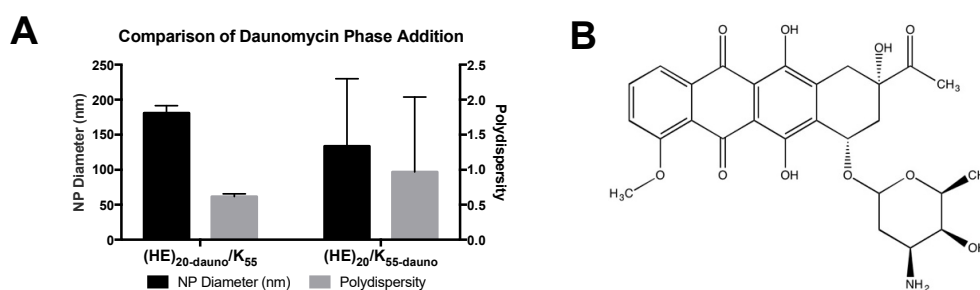 A
Comparison of Daunomycin Phase Addition
250
200
150
100
50
0
NP Diameter (nm)
2.5
2.0
1.5
1.0
0.5
0.0
Polydispersity
(HE)20-dauno/K55
(HE)20/K55-dauno
NP Diameter (nm)
Polydispersity
B
O
OH
OH
O
CH3
O
OH
O
H3C
O
O
CH
OH
NH2